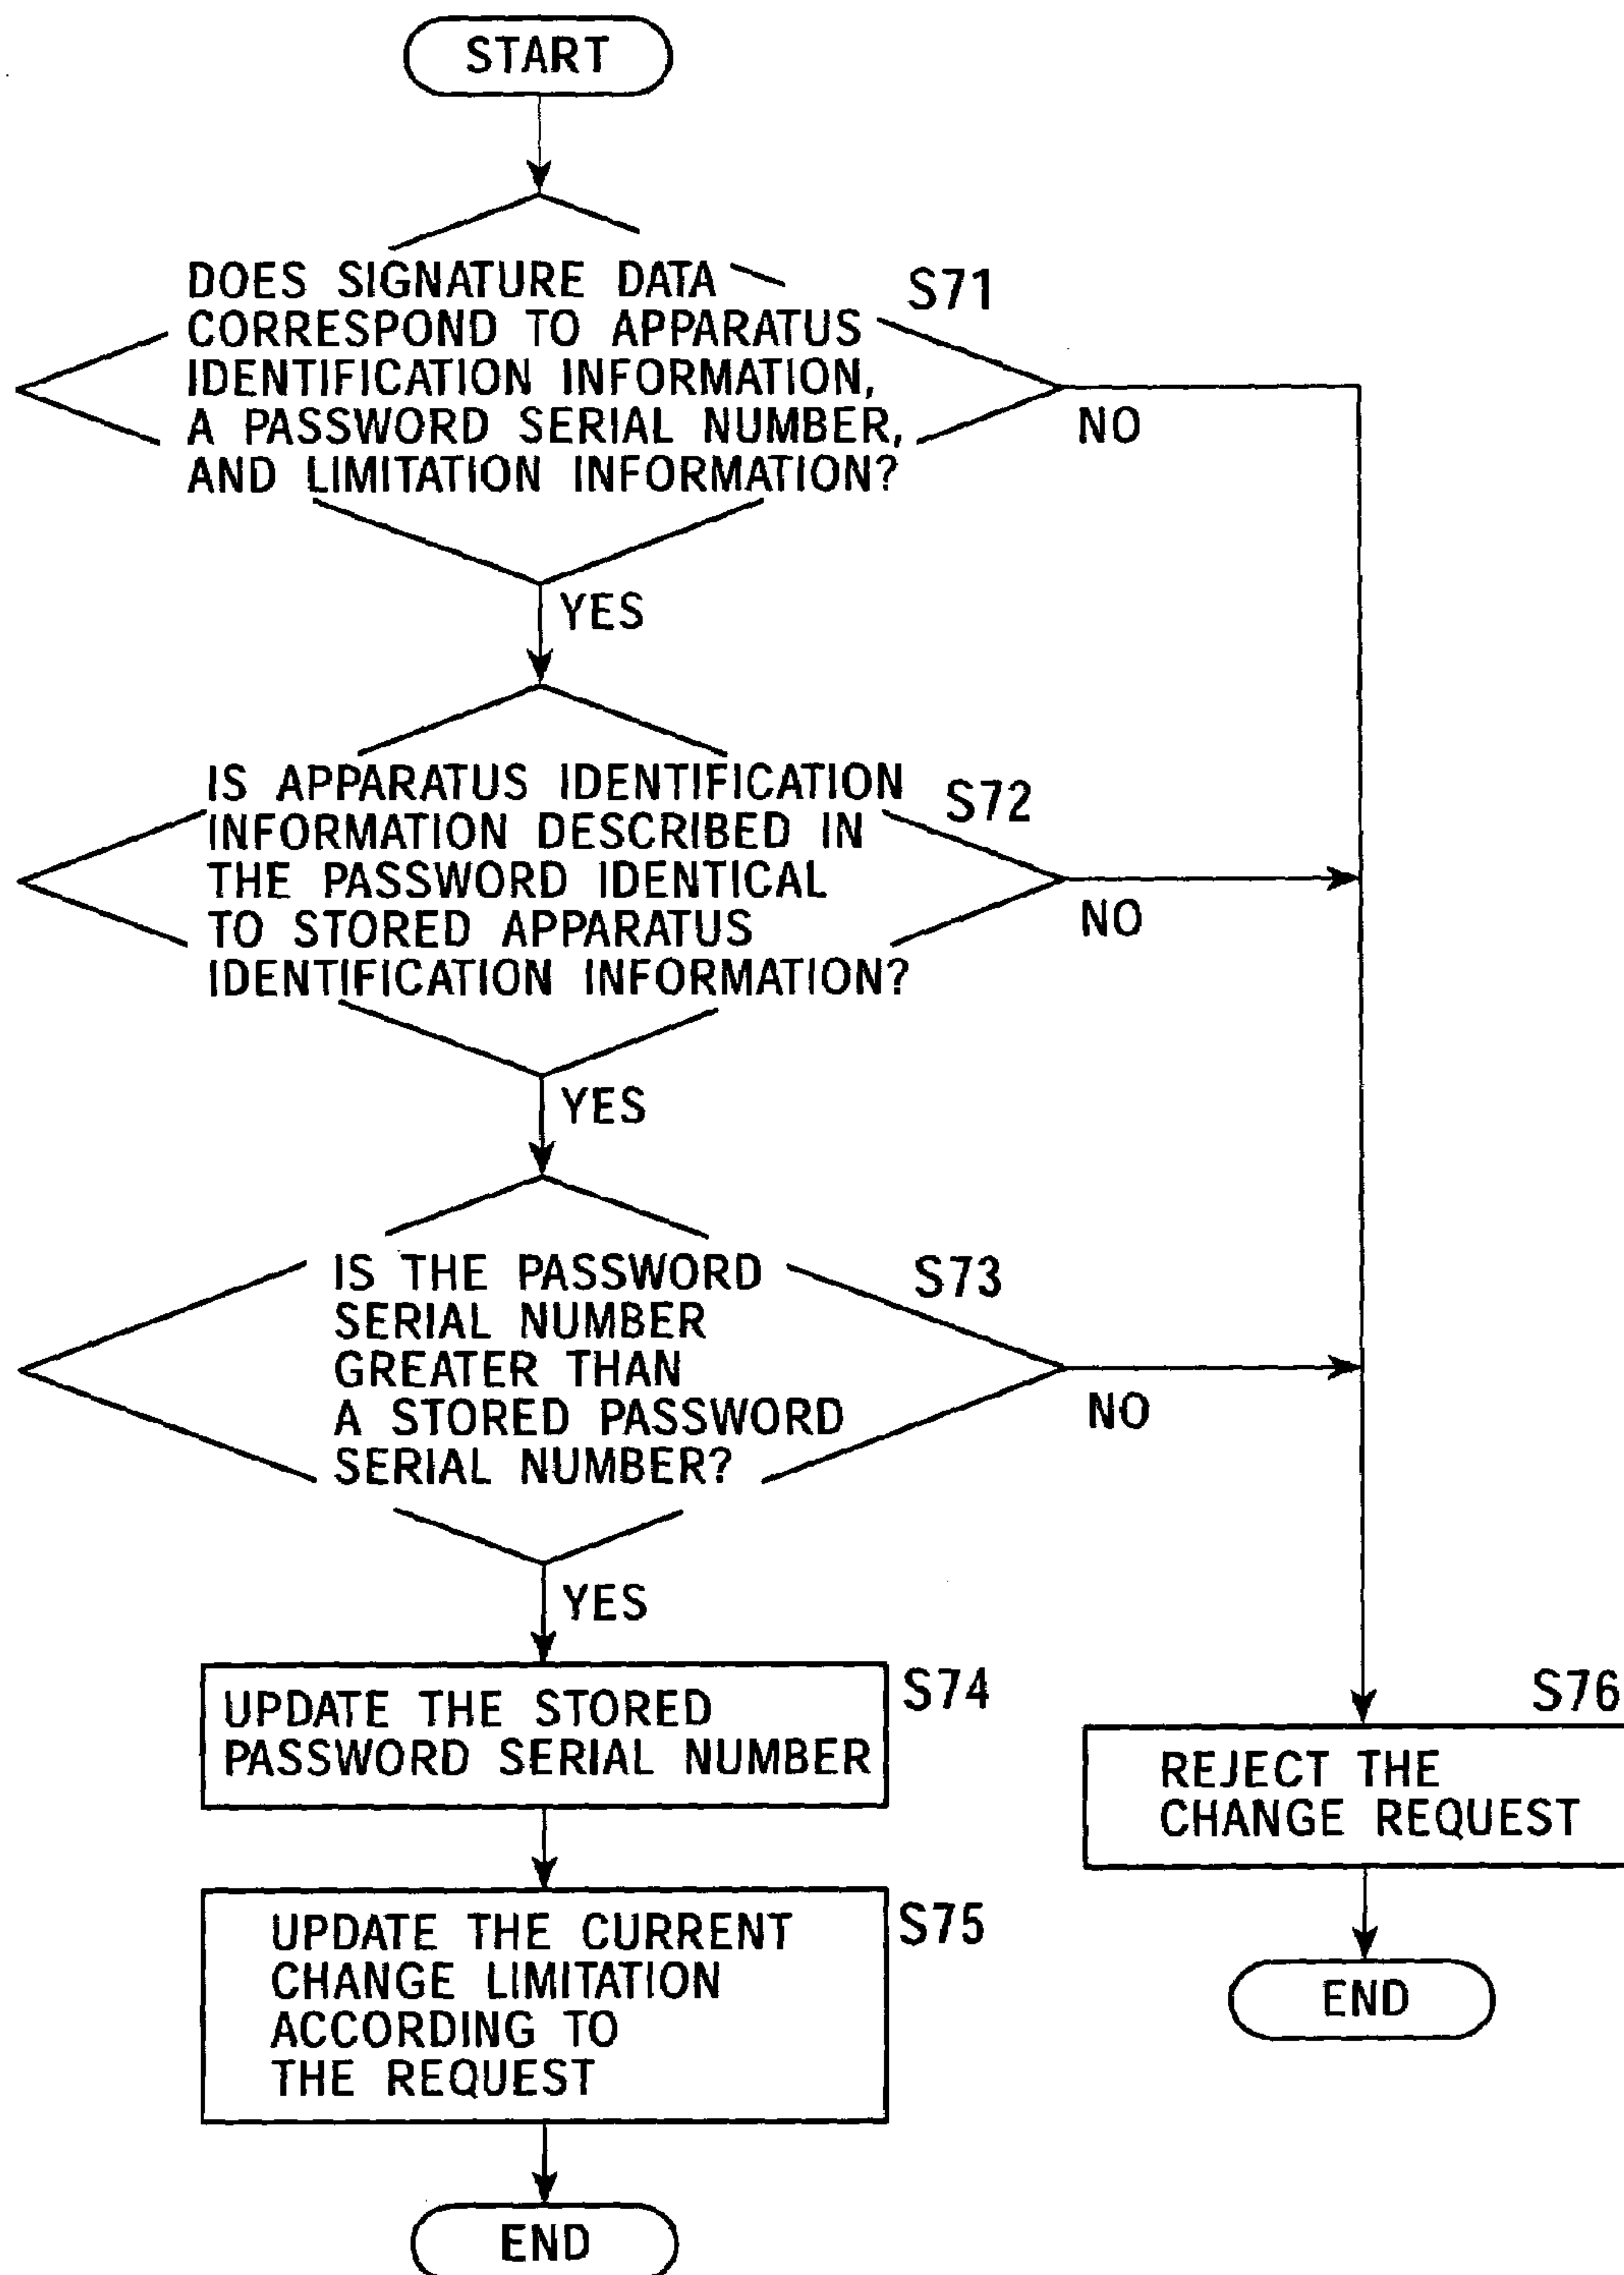 START
DOES SIGNATURE DATA
CORRESPOND TO APPARATUS
IDENTIFICATION INFORMATION,
A PASSWORD SERIAL NUMBER,
AND LIMITATION INFORMATION?
S71
NO
YES
IS APPARATUS IDENTIFICATION
INFORMATION DESCRIBED IN
THE PASSWORD IDENTICAL
TO STORED APPARATUS
IDENTIFICATION INFORMATION?
S72
NO
YES
IS THE PASSWORD
SERIAL NUMBER
GREATER THAN
A STORED PASSWORD
SERIAL NUMBER?
S73
NO
YES
UPDATE THE STORED
PASSWORD SERIAL NUMBER
S74
UPDATE THE CURRENT
CHANGE LIMITATION
ACCORDING TO
THE REQUEST
S75
END
S76
REJECT THE
CHANGE REQUEST
END